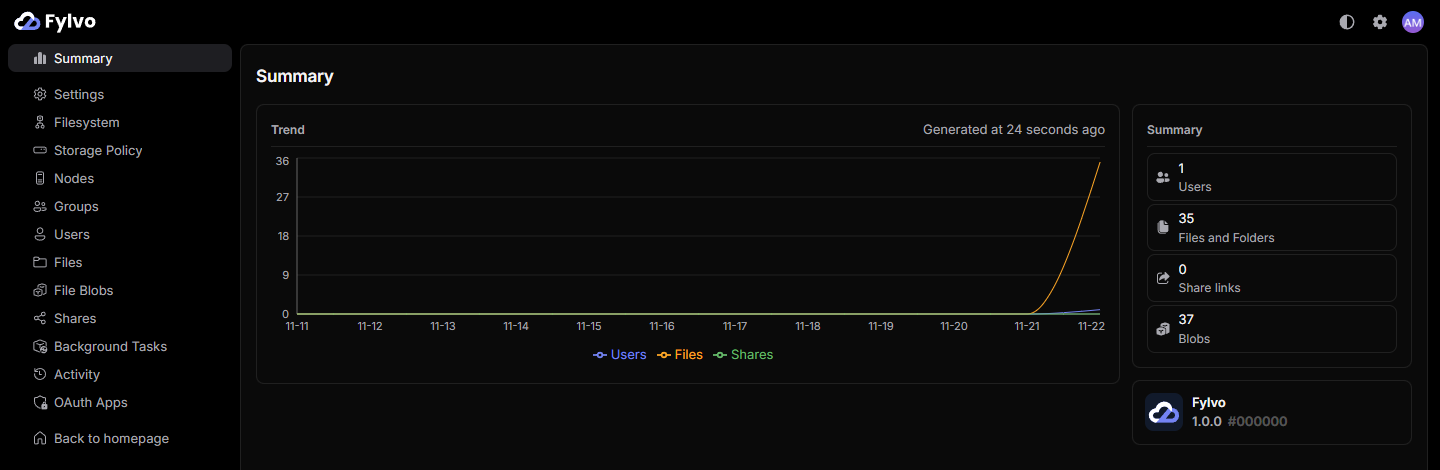 Fylvo
AM
Summary
Settings
Filesystem
Storage Policy
Nodes
Groups
Users
Files
File Blobs
Shares
Background Tasks
Activity
OAuth Apps
Back to homepage
Summary
Trend
Generated at 24 seconds ago
36
27
18
9
0
11-11 11-12 11-13 11-14 11-15 11-16 11-17 11-18 11-19 11-20 11-21 11-22
Users Files Shares
Summary
1
Users
35
Files and Folders
0
Share links
37
Blobs
Fylvo
1.0.0 #000000